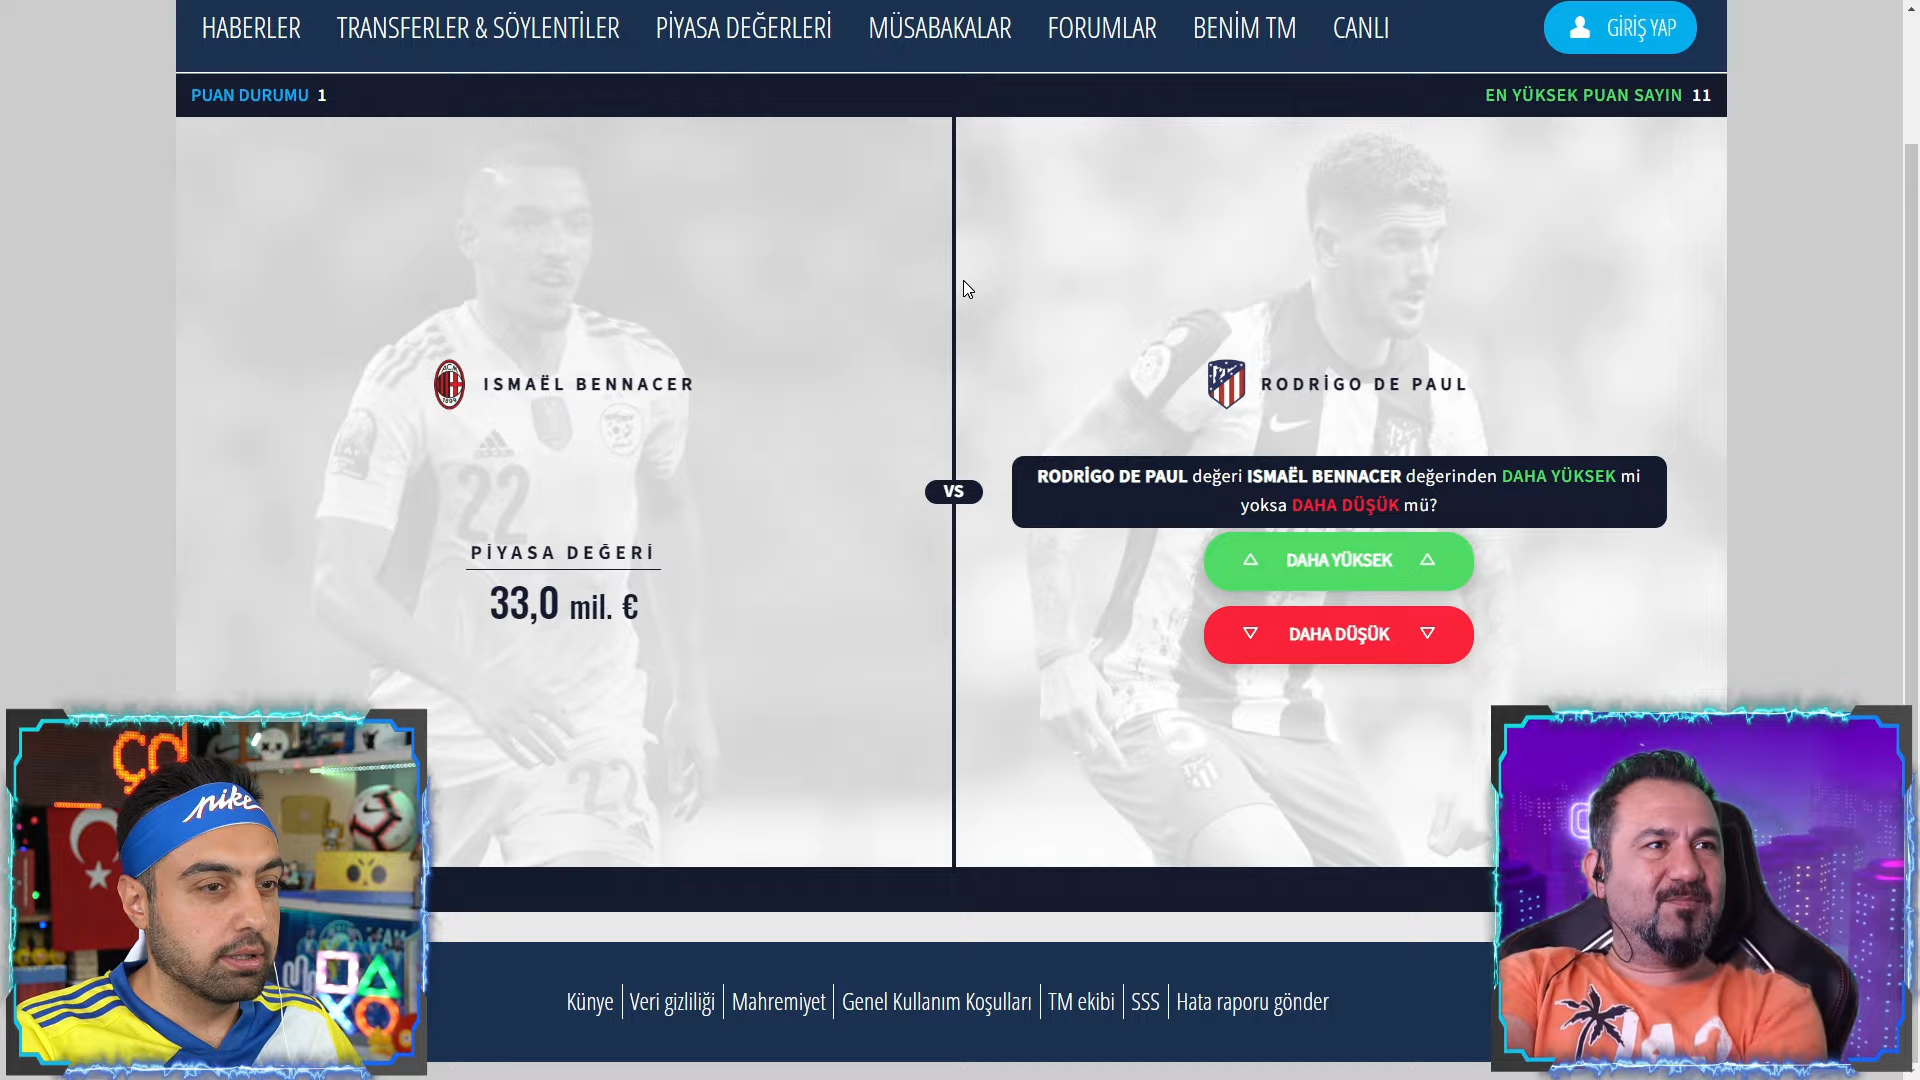 HABERLER TRANSFERLER & SÖYLENTİLER PİYASA DEĞERLERİ MÜSABAKALAR FORUMLAR BENİM TM CANLI GİRİŞ YAP
PUAN DURUMU 1
EN YÜKSEK PUAN SAYIN 11
ISMAËL BENNACER
22
PİYASA DEĞERİ
33,0 mil. €
VS
RODRİGO DE PAUL
RODRİGO DE PAUL değeri ISMAËL BENNACER değerinden DAHA YÜKSEK mi
yoksa DAHA DÜŞÜK mü?
DAHA YÜKSEK
DAHA DÜŞÜK
5
nike
Künye Veri gizliliği Mahremiyet Genel Kullanım Koşulları TM ekibi SSS Hata raporu gönder